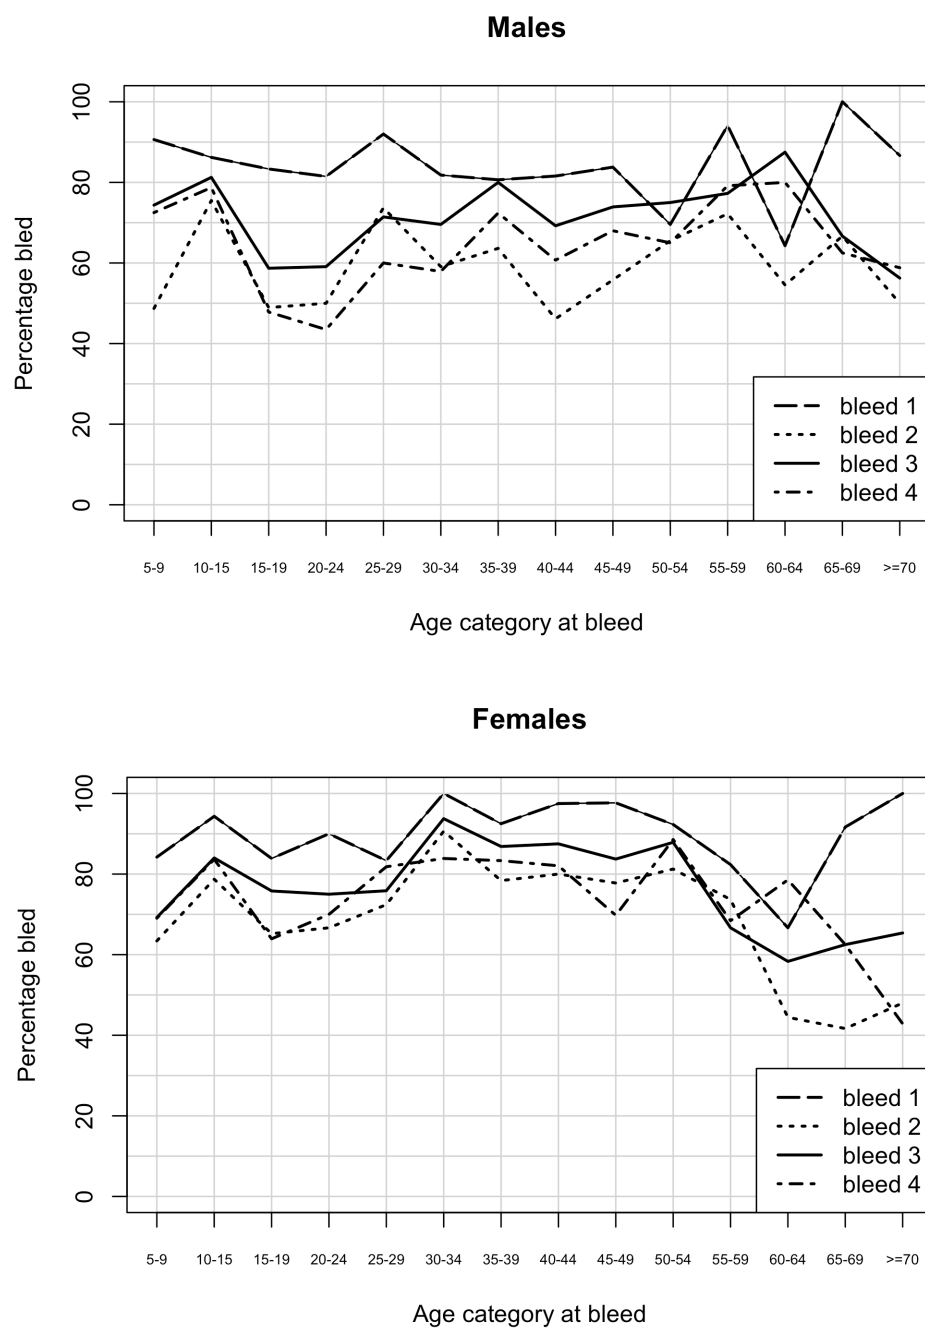 Males
Percentage bled
100
80
60
40
20
0
bleed 1
bleed 2
bleed 3
bleed 4
5-9 10-15 15-19 20-24 25-29 30-34 35-39 40-44 45-49 50-54 55-59 60-64 65-69 >=70
Age category at bleed
Females
Percentage bled
100
80
60
40
20
0
bleed 1
bleed 2
bleed 3
bleed 4
5-9 10-15 15-19 20-24 25-29 30-34 35-39 40-44 45-49 50-54 55-59 60-64 65-69 >=70
Age category at bleed